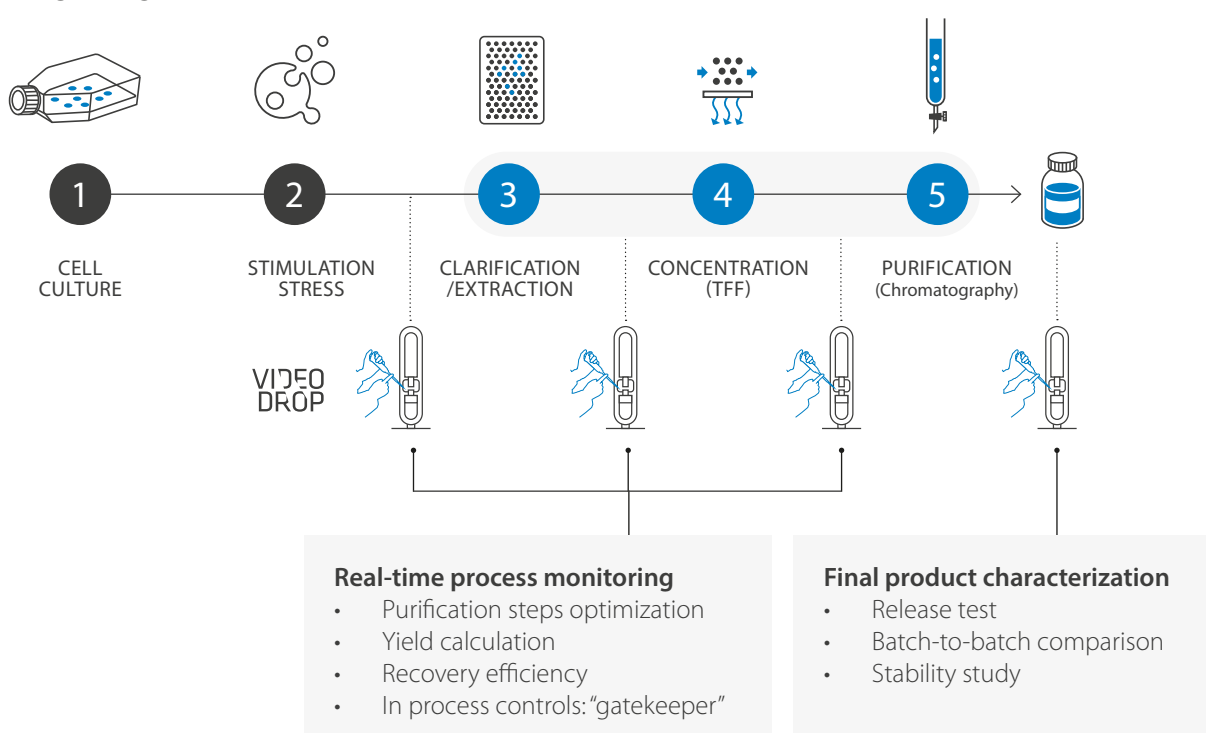 1
2
3
4
5
CELL
CULTURE
STIMULATION
STRESS
CLARIFICATION
/EXTRACTION
CONCENTRATION
(TFF)
PURIFICATION
(Chromatography)
VIDEO
DROP
Real-time process monitoring
• Purification steps optimization
• Yield calculation
• Recovery efficiency
• In process controls: “gatekeeper”
Final product characterization
• Release test
• Batch-to-batch comparison
• Stability study